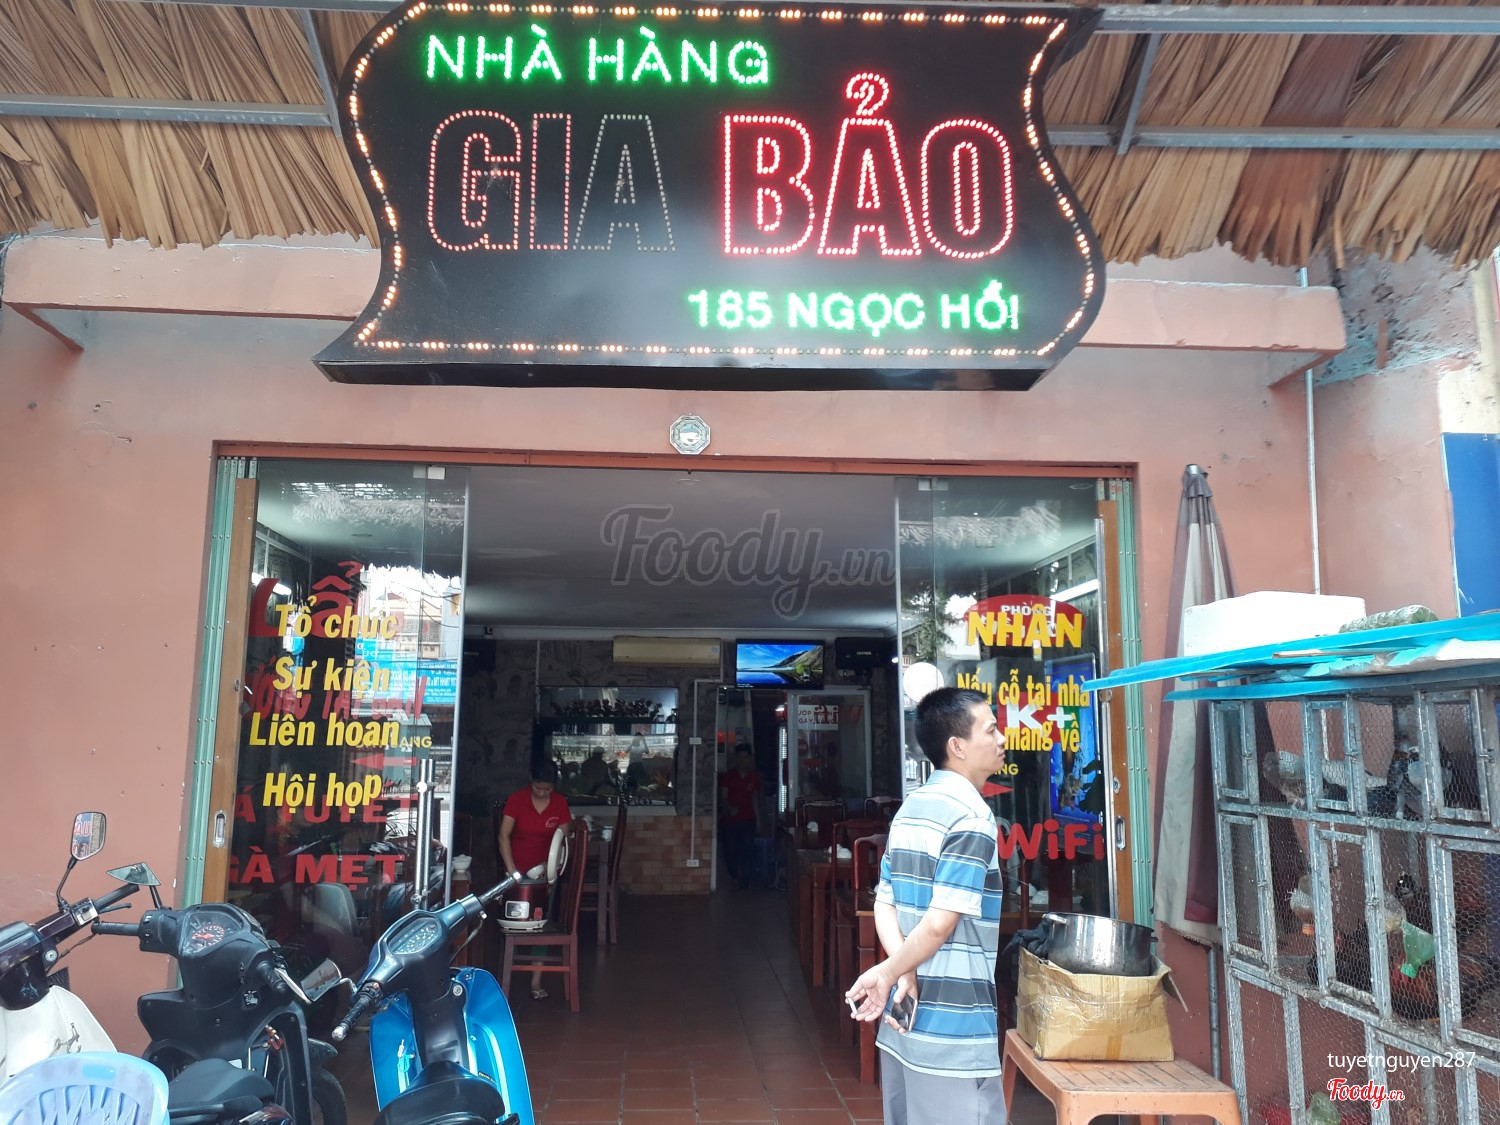 NHÀ HÀNG
GIA BẢO
185 NGỌC HỒI
Foody.vn
Tổ chức
Sự kiện
Liên hoan
Hội họp
GÀ MẸT
PHÒNG
NHẬN
Nấu cỗ tại nhà
K+
mang về
WiFi
tuyetnguyen287
Foody.vn